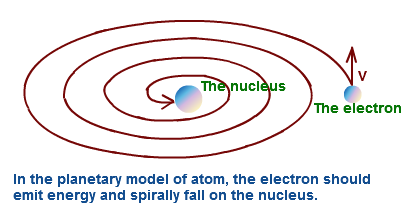 The nucleus
V
The electron
In the planetary model of atom, the electron should
emit energy and spirally fall on the nucleus.